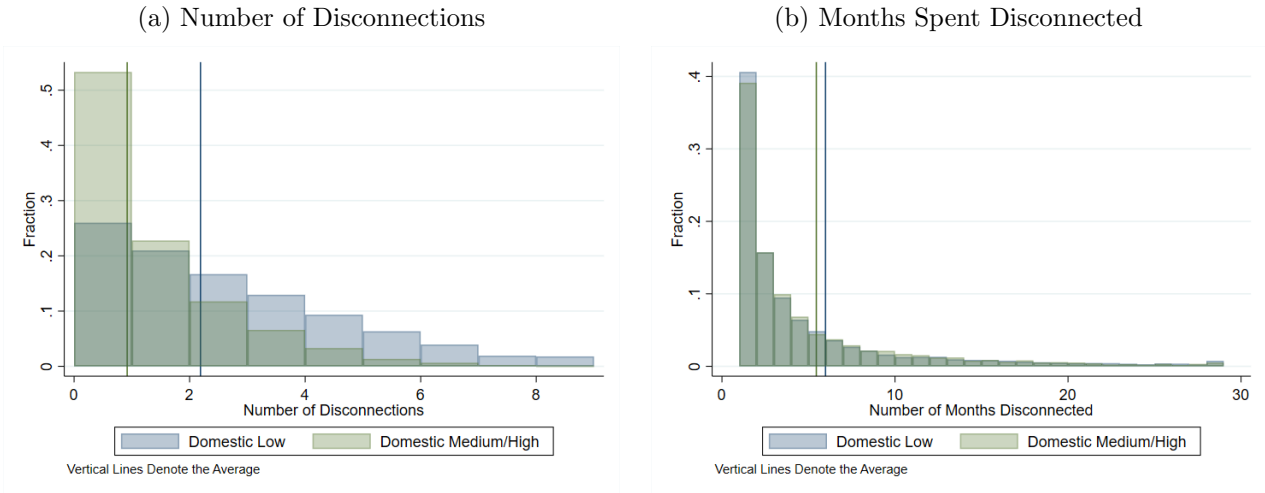 (a) Number of Disconnections
.5
.4
.3
.2
.1
0
Fraction
0 2 4 6 8
Number of Disconnections
Domestic Low Domestic Medium/High
Vertical Lines Denote the Average
(b) Months Spent Disconnected
.4
.3
.2
.1
0
Fraction
0 10 20 30
Number of Months Disconnected
Domestic Low Domestic Medium/High
Vertical Lines Denote the Average